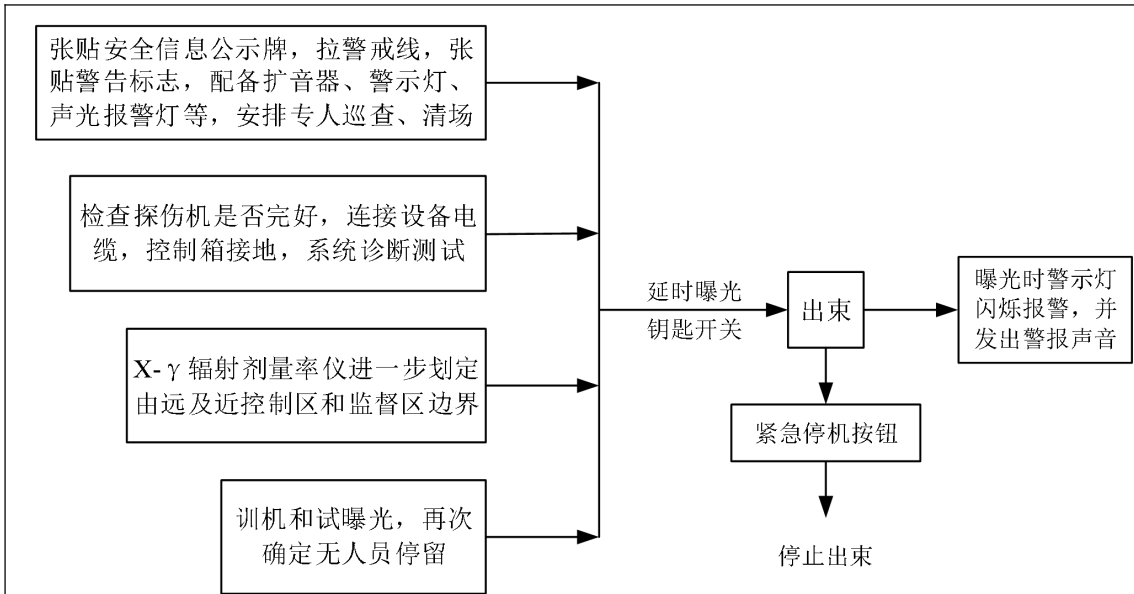 张贴安全信息公示牌，拉警戒线，张
贴警告标志，配备扩音器、警示灯、
声光报警灯等，安排专人巡查、清场
检查探伤机是否完好，连接设备电
缆，控制箱接地，系统诊断测试
X-γ辐射剂量率仪进一步划定
由远及近控制区和监督区边界
训机和试曝光，再次
确定无人员停留
延时曝光
钥匙开关
出束
曝光时警示灯
闪烁报警，并
发出警报声音
紧急停机按钮
停止出束